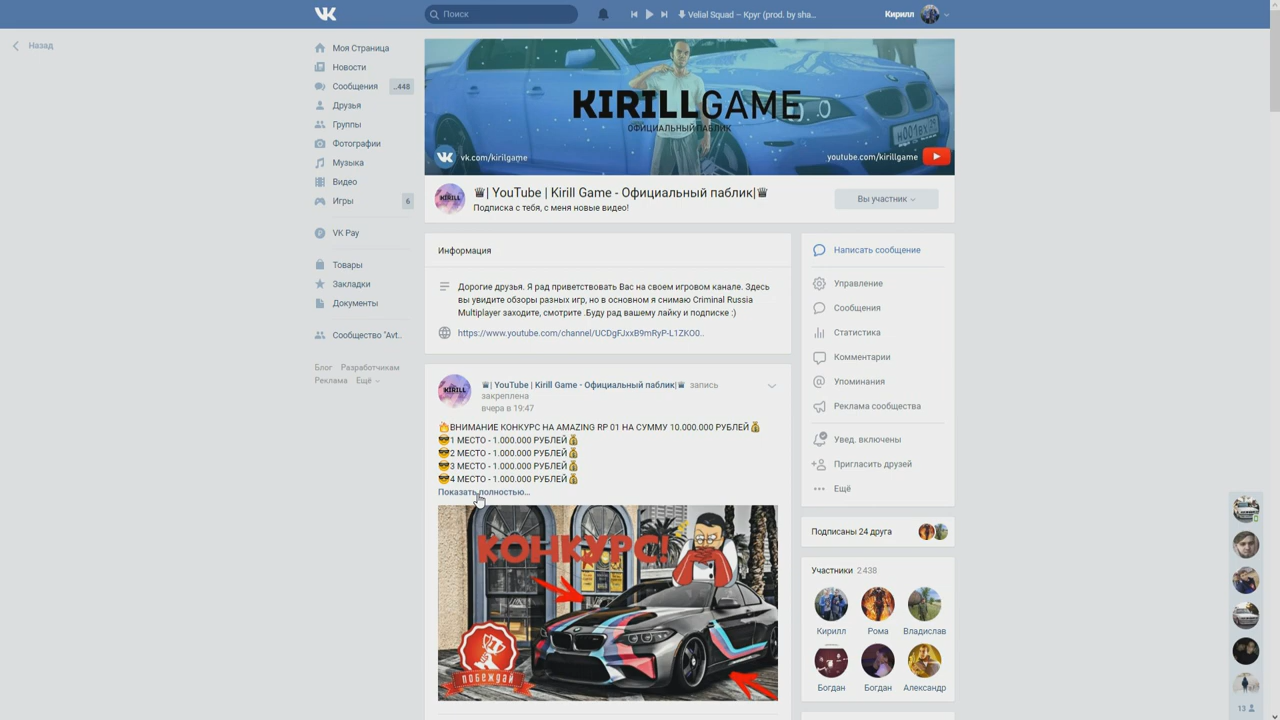 Поиск
Velial Squad – Круг (prod. by sha...
Кирилл
Назад
Моя Страница
Новости
Сообщения ..448
Друзья
Группы
Фотографии
Музыка
Видео
Игры 6
VK Pay
Товары
Закладки
Документы
Сообщество "Avt..
Блог Разработчикам
Реклама Ещё
KIRILLGAME
ОФИЦИАЛЬНЫЙ ПАБЛИК
vk.com/kirilgame
youtube.com/kirillgame
H001BX
KIRILL
♛| YouTube | Kirill Game - Официальный паблик|♛
Подписка с тебя, с меня новые видео!
Вы участник
Информация
Дорогие друзья. Я рад приветствовать Вас на своем игровом канале. Здесь
вы увидите обзоры разных игр, но в основном я снимаю Criminal Russia
Multiplayer заходите, смотрите .Буду рад вашему лайку и подписке :)
https://www.youtube.com/channel/UCDgFJxxB9mRyP-L1ZKO0..
KIRILL
♛| YouTube | Kirill Game - Официальный паблик|♛ запись
закреплена
вчера в 19:47
🔥ВНИМАНИЕ КОНКУРС НА AMAZING RP 01 НА СУММУ 10.000.000 РУБЛЕЙ💰
😎1 МЕСТО - 1.000.000 РУБЛЕЙ💰
😎2 МЕСТО - 1.000.000 РУБЛЕЙ💰
😎3 МЕСТО - 1.000.000 РУБЛЕЙ💰
😎4 МЕСТО - 1.000.000 РУБЛЕЙ💰
Показать полностью...
КОНКУРС!
побеждай
Написать сообщение
Управление
Сообщения
Статистика
Комментарии
Упоминания
Реклама сообщества
Увед. включены
Пригласить друзей
Ещё
Подписаны 24 друга
Участники 2 438
Кирилл Рома Владислав
Богдан Богдан Александр
13